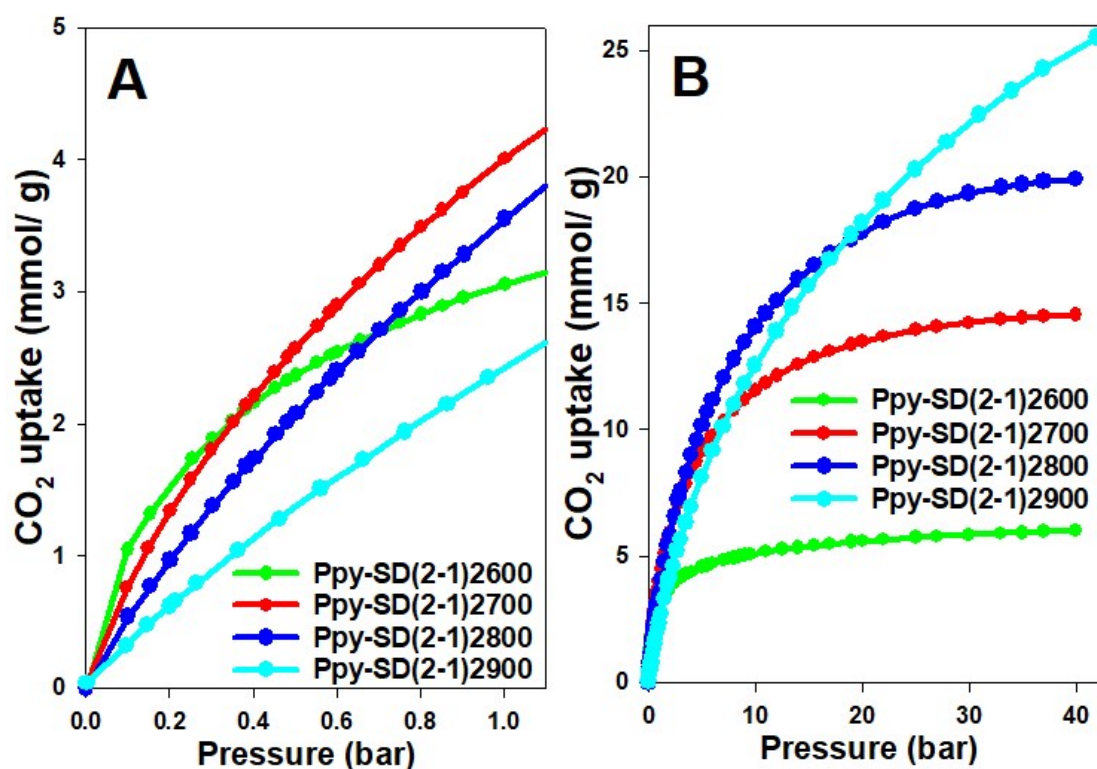 A
CO2 uptake (mmol/ g)
5
4
3
2
1
0
0.0 0.2 0.4 0.6 0.8 1.0
Pressure (bar)
Ppy-SD(2-1)2600
Ppy-SD(2-1)2700
Ppy-SD(2-1)2800
Ppy-SD(2-1)2900
B
CO2 uptake (mmol/ g)
25
20
15
10
5
0
0 10 20 30 40
Pressure (bar)
Ppy-SD(2-1)2600
Ppy-SD(2-1)2700
Ppy-SD(2-1)2800
Ppy-SD(2-1)2900